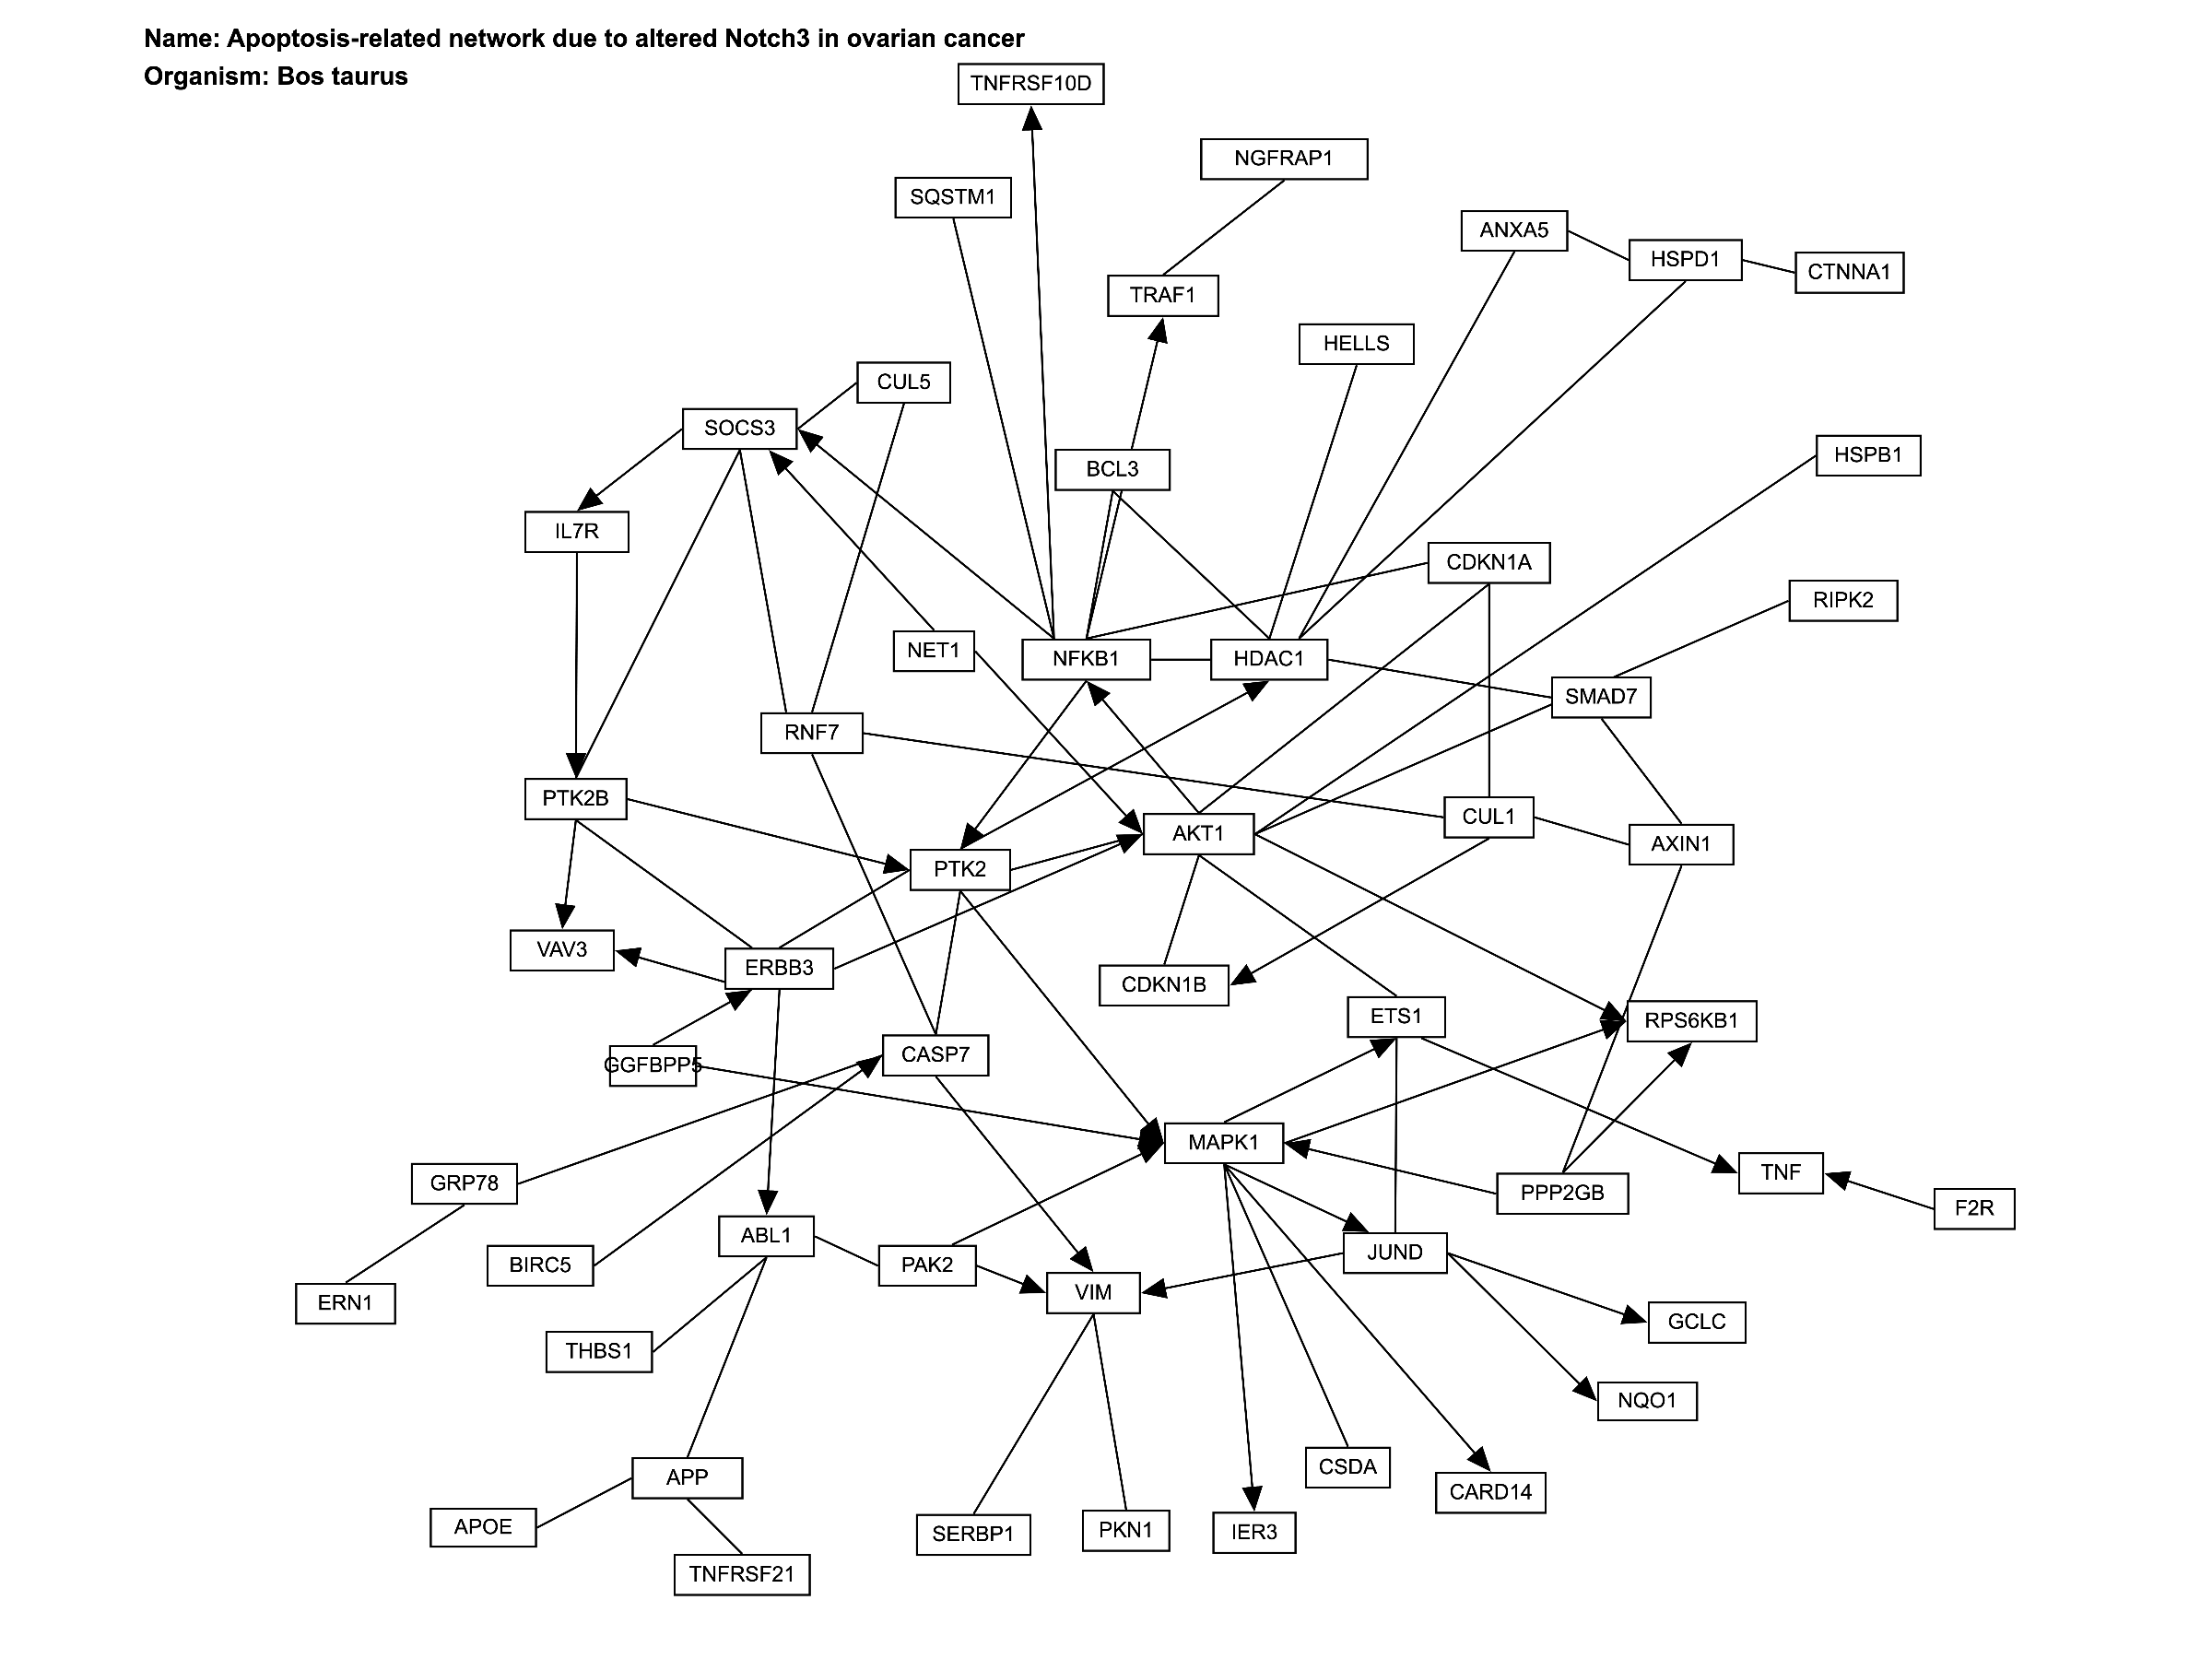 Name: Apoptosis-related network due to altered Notch3 in ovarian cancer
Organism: Bos taurus
TNFRSF10D
NGFRAP1
SQSTM1
ANXA5
HSPD1
CTNNA1
TRAF1
HELLS
CUL5
SOCS3
BCL3
HSPB1
IL7R
CDKN1A
RIPK2
NET1
NFKB1
HDAC1
SMAD7
RNF7
PTK2B
CUL1
AKT1
AXIN1
PTK2
VAV3
ERBB3
CDKN1B
ETS1
RPS6KB1
CASP7
GGFBPP5
MAPK1
TNF
GRP78
PPP2GB
F2R
ABL1
JUND
BIRC5
PAK2
VIM
ERN1
GCLC
THBS1
NQO1
CSDA
APP
CARD14
APOE
PKN1
IER3
SERBP1
TNFRSF21